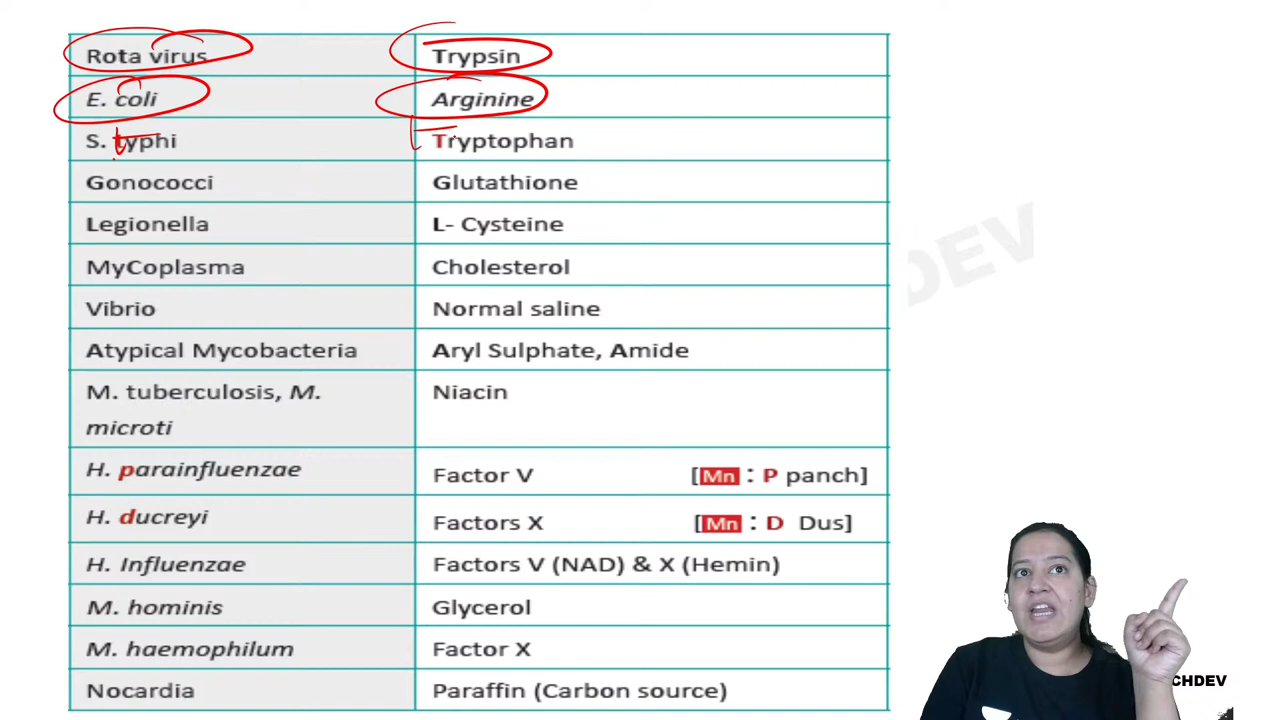 Rota virus Trypsin
E. coli Arginine
S. typhi Tryptophan
Gonococci Glutathione
Legionella L- Cysteine
MyCoplasma Cholesterol
Vibrio Normal saline
Atypical Mycobacteria Aryl Sulphate, Amide
M. tuberculosis, M. Niacin
microti
H. parainfluenzae Factor V [Mn : P panch]
H. ducreyi Factors X [Mn : D Dus]
H. Influenzae Factors V (NAD) & X (Hemin)
M. hominis Glycerol
M. haemophilum Factor X
Nocardia Paraffin (Carbon source)
DEV
CHDEV